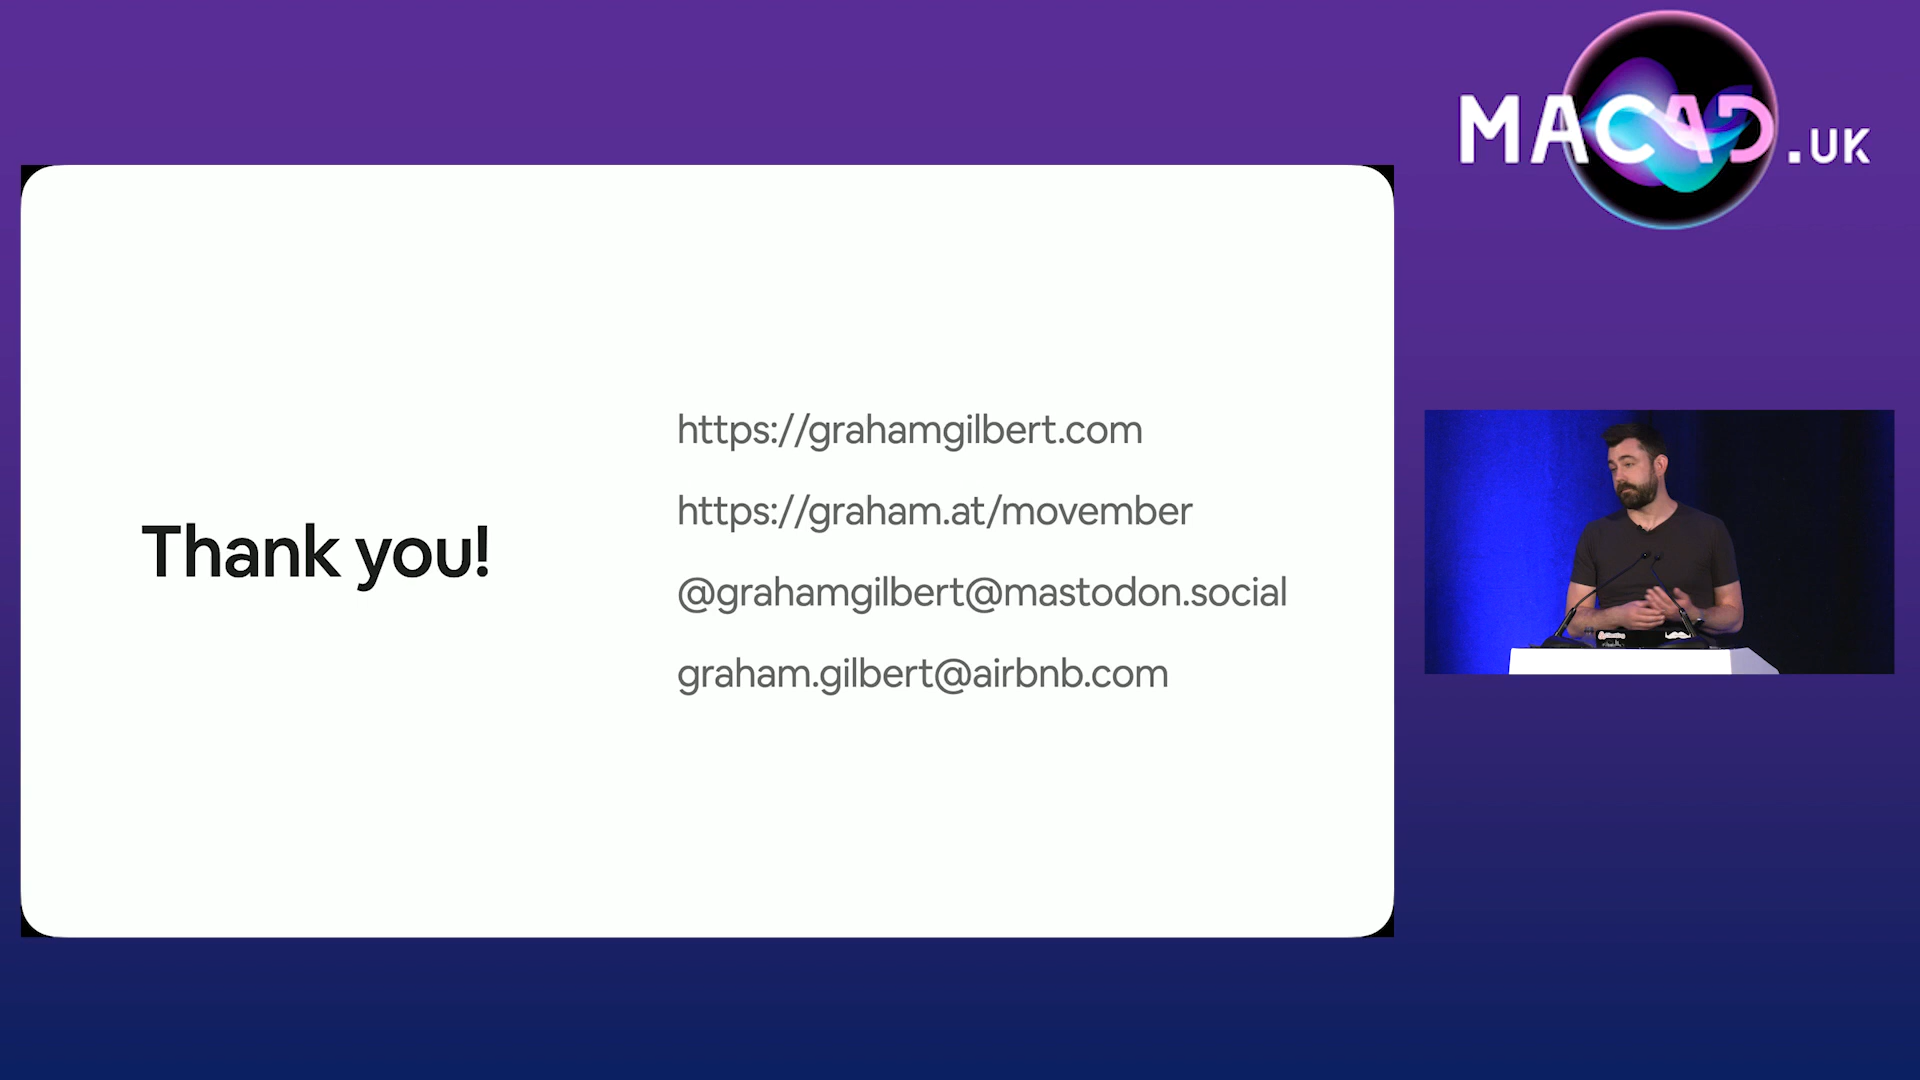 MACAD.UK
Thank you!
https://grahamgilbert.com
https://graham.at/movember
@grahamgilbert@mastodon.social
graham.gilbert@airbnb.com